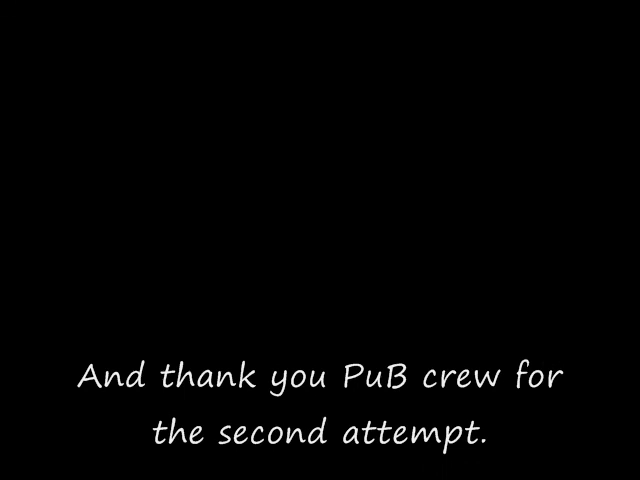 And thank you PuB crew for
the second attempt.